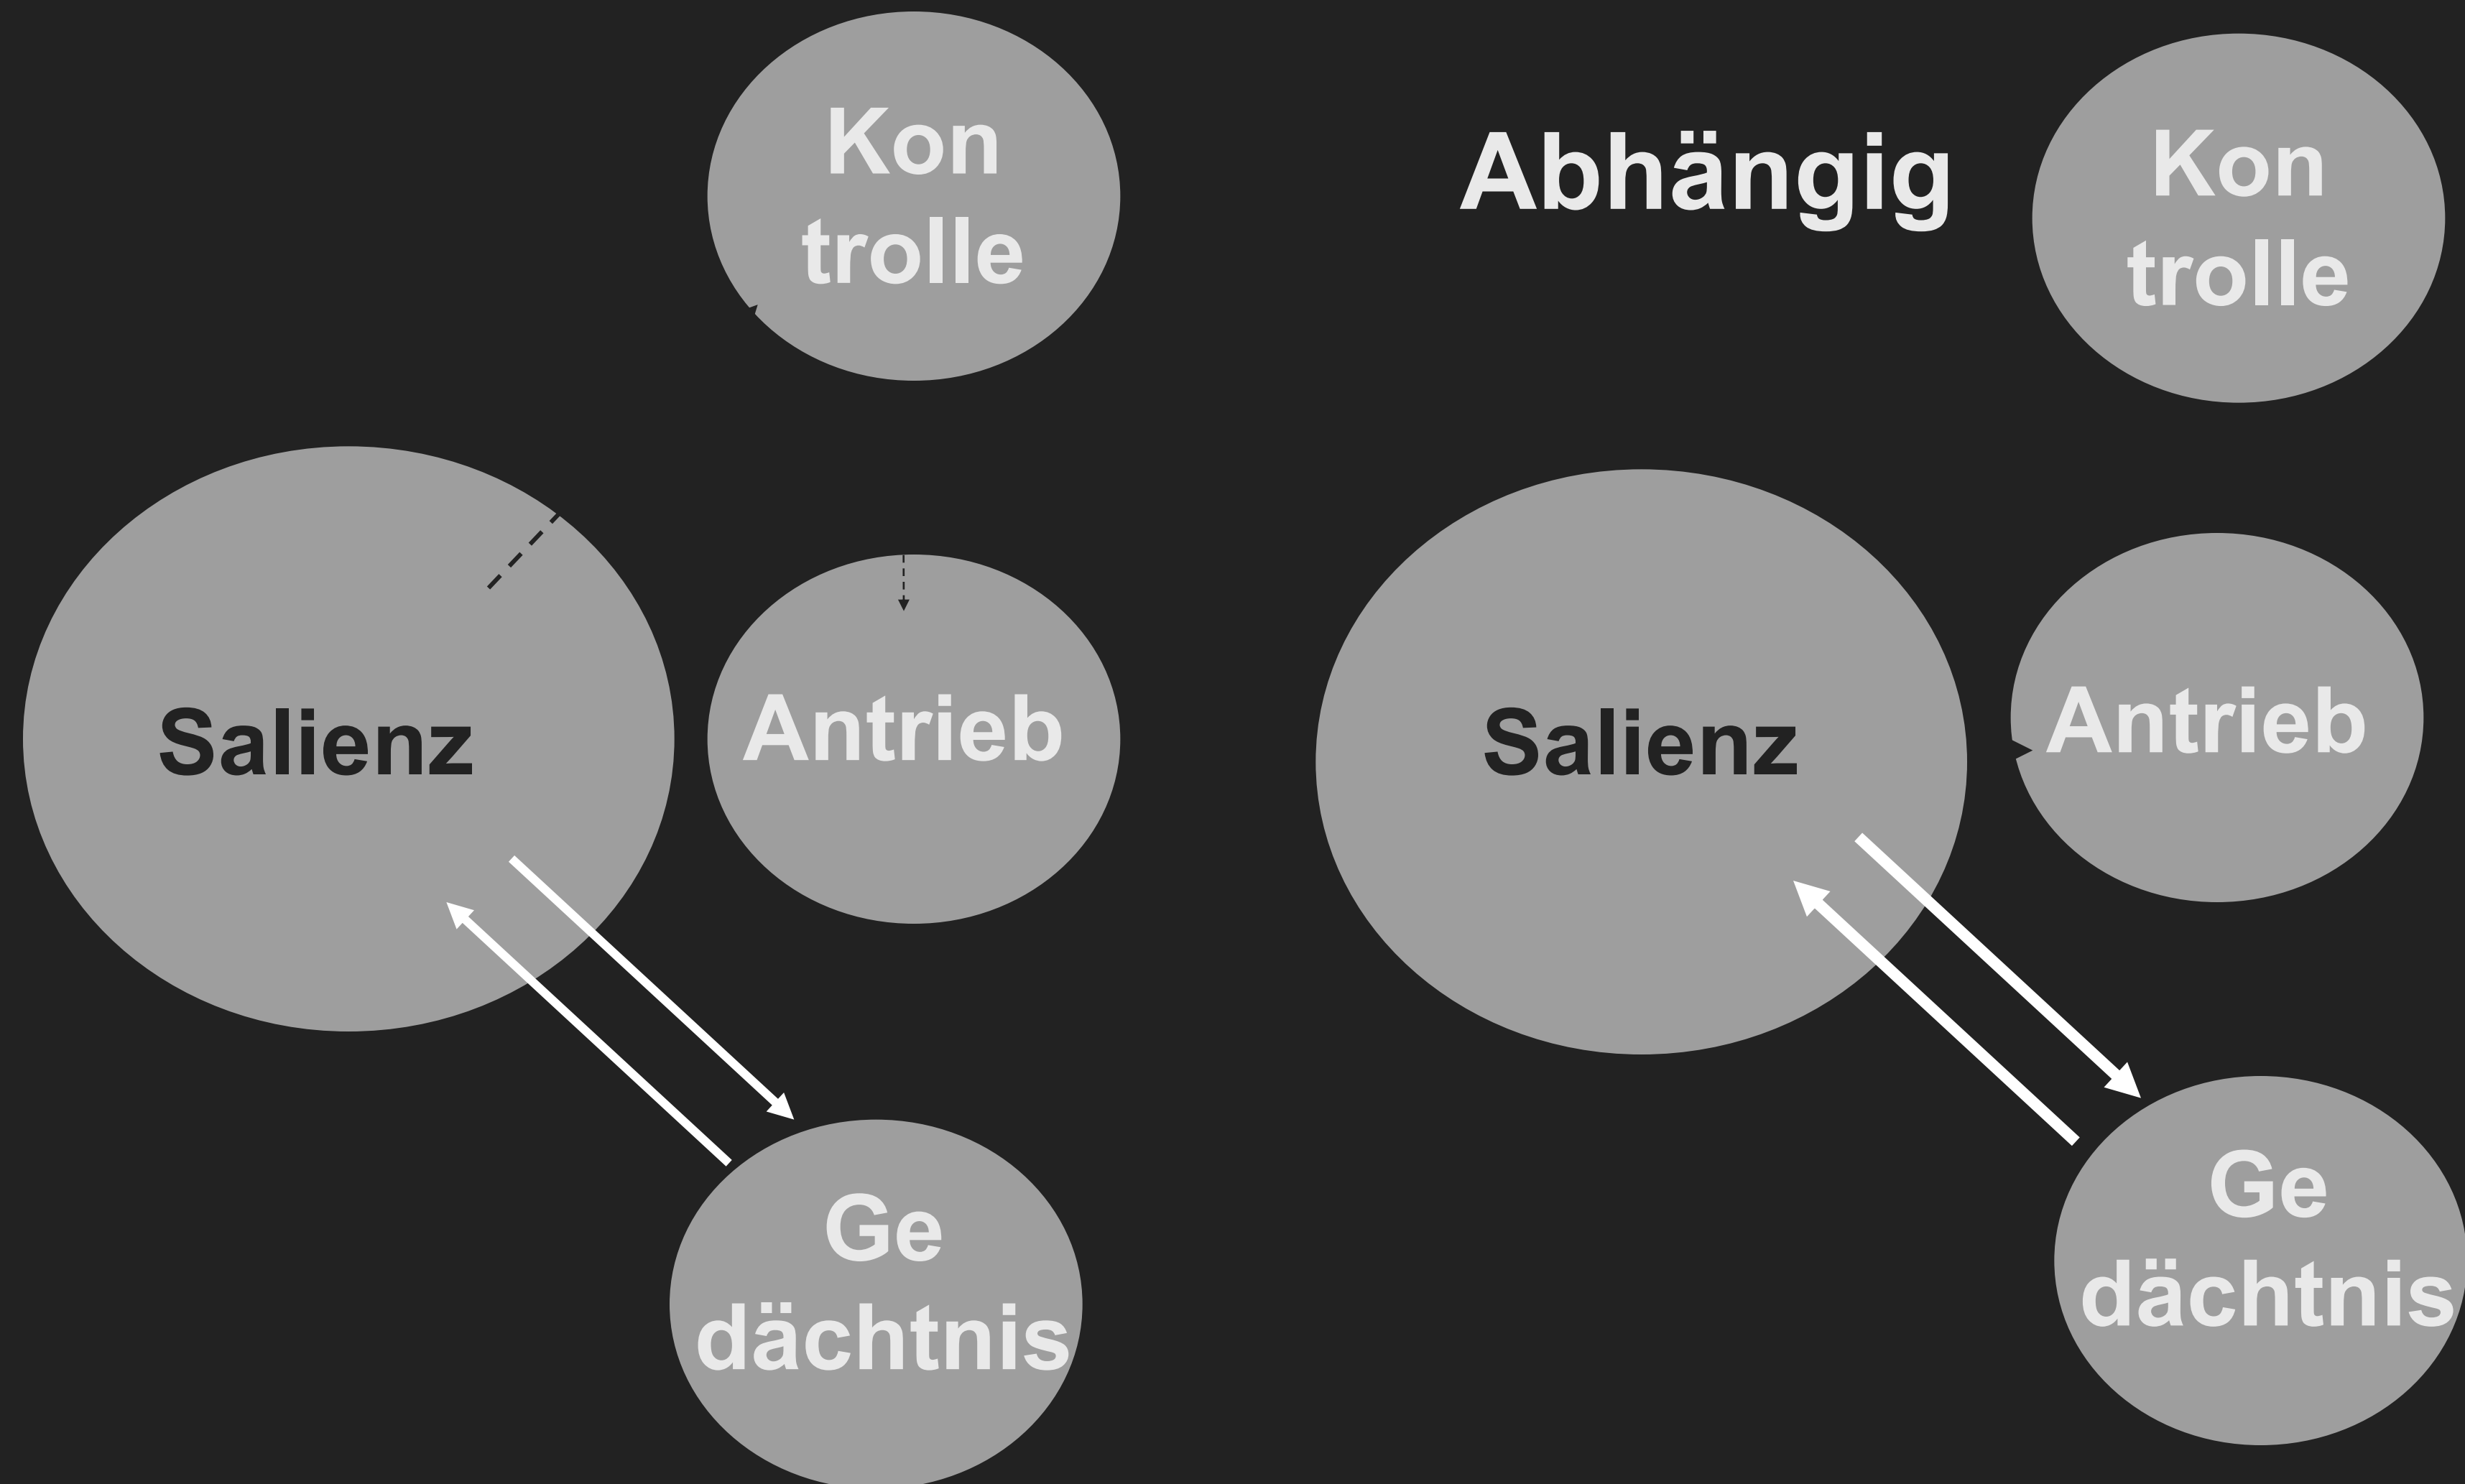 Kon
trolle
Salienz
Antrieb
Ge
dächtnis
Abhängig
Kon
trolle
Salienz
Antrieb
Ge
dächtnis